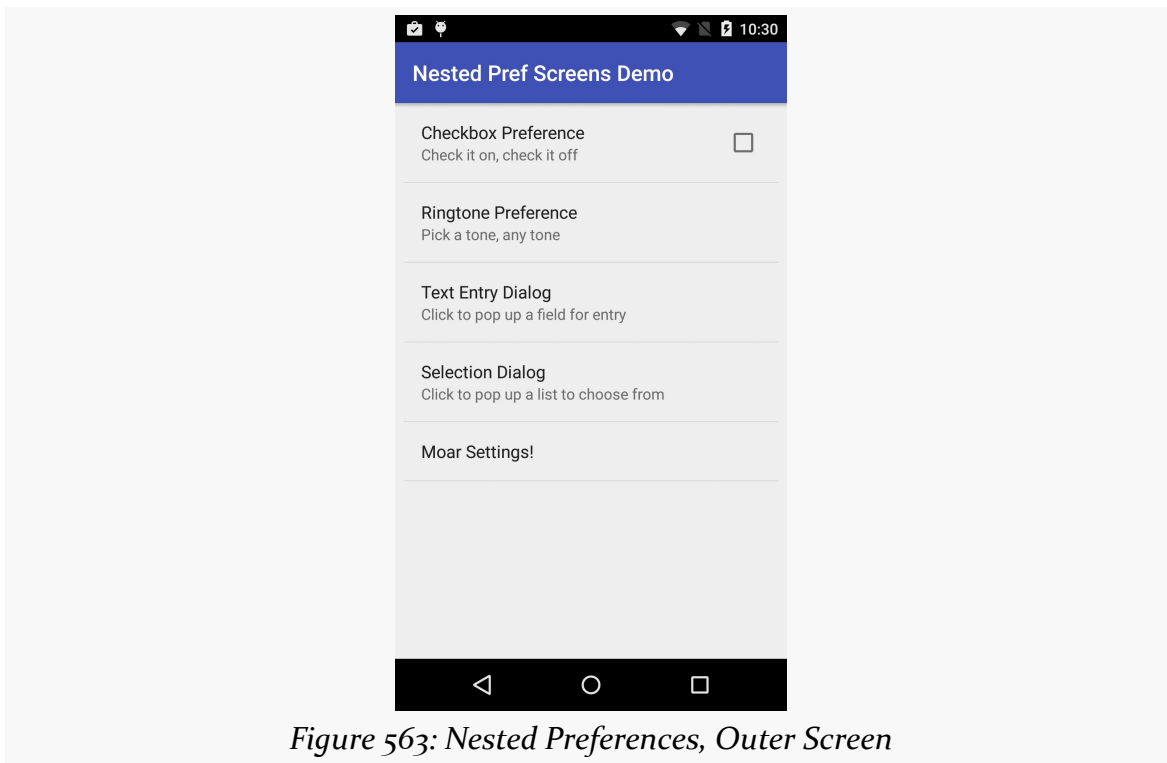 10:30
Nested Pref Screens Demo
Checkbox Preference
Check it on, check it off
Ringtone Preference
Pick a tone, any tone
Text Entry Dialog
Click to pop up a field for entry
Selection Dialog
Click to pop up a list to choose from
Moar Settings!
Figure 563: Nested Preferences, Outer Screen